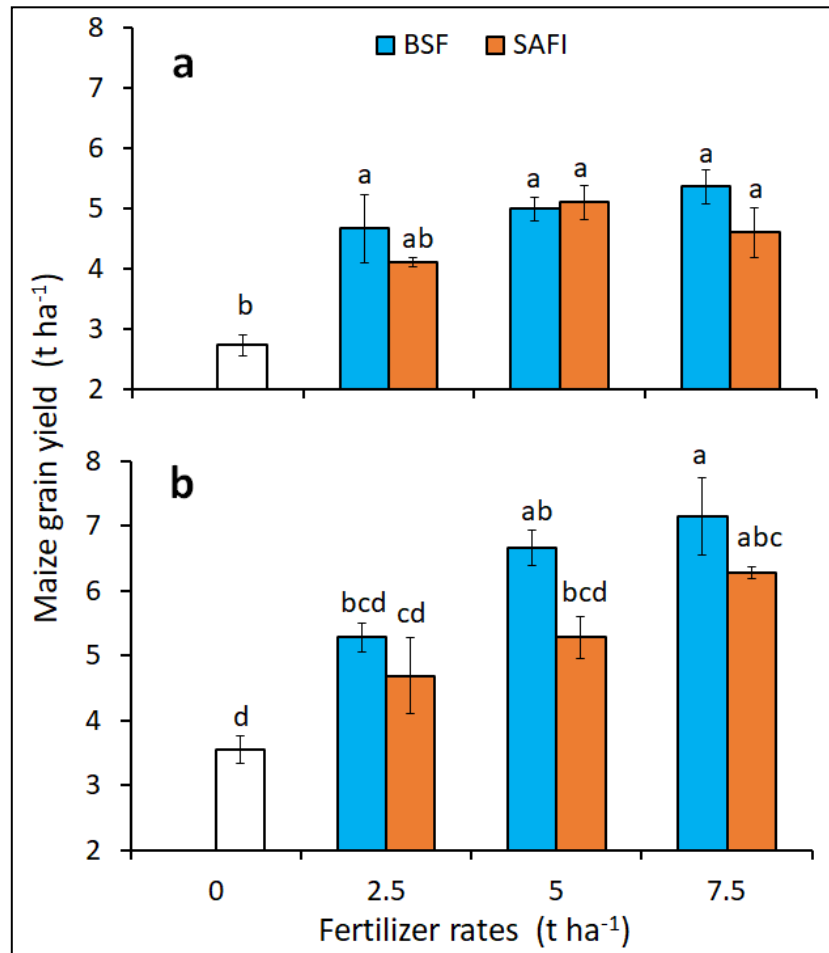 8
BSF SAFI
a
7
6
a
a a a
a
5
ab
4
b
3
2
Maize grain yield (t ha⁻¹)
8
b
a
7
ab
abc
6
bcd cd bcd
5
4
d
3
2
0 2.5 5 7.5
Fertilizer rates (t ha⁻¹)